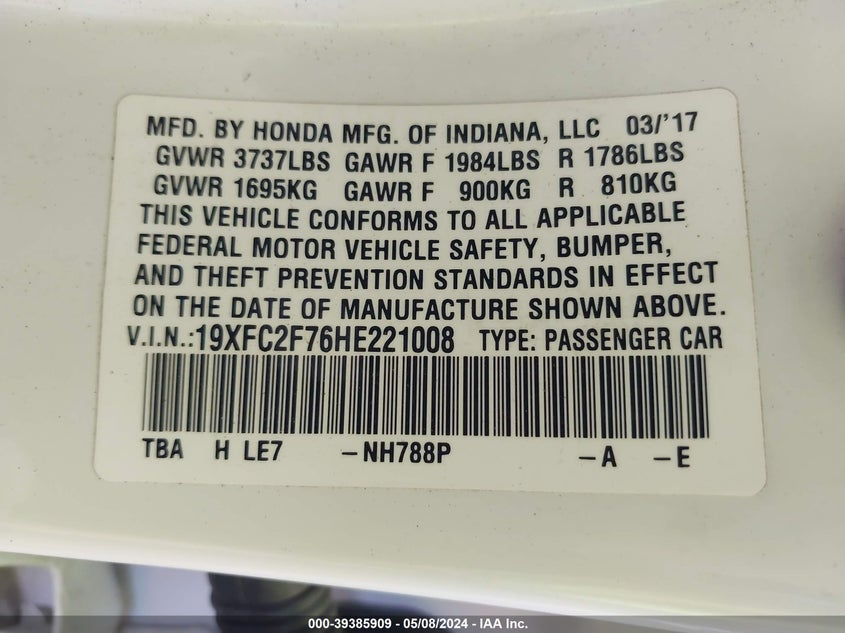 MFD. BY HONDA MFG. OF INDIANA, LLC 03/'17
GVWR 3737LBS GAWR F 1984LBS R 1786LBS
GVWR 1695KG GAWR F 900KG R 810KG
THIS VEHICLE CONFORMS TO ALL APPLICABLE
FEDERAL MOTOR VEHICLE SAFETY, BUMPER,
AND THEFT PREVENTION STANDARDS IN EFFECT
ON THE DATE OF MANUFACTURE SHOWN ABOVE.
V.I.N.:19XFC2F76HE221008 TYPE: PASSENGER CAR
TBA H LE7 -NH788P -A -E
000-39385909 - 05/08/2024 - IAA Inc.